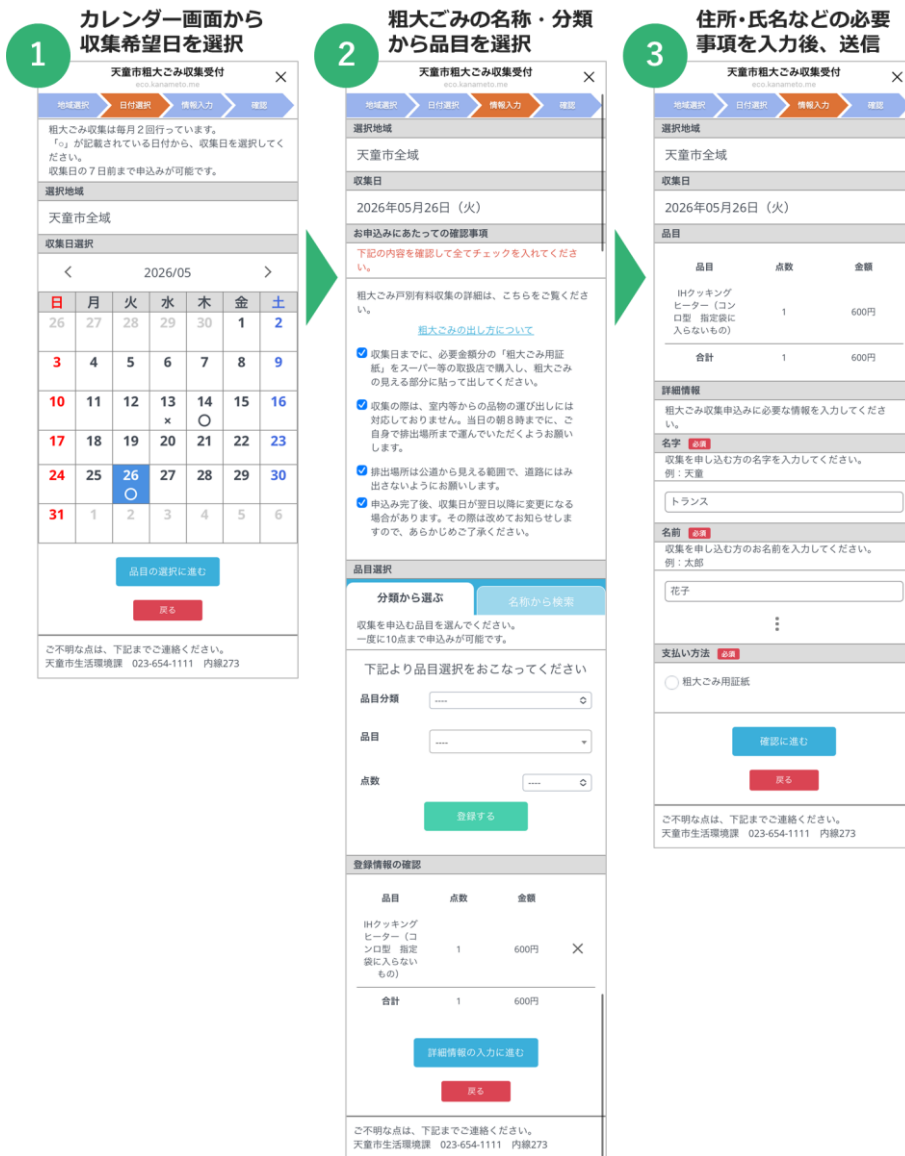 1
カレンダー画面から
収集希望日を選択
天童市粗大ごみ収集受付
×
eco.kanameto.me
地域選択
日付選択
情報入力
確認
粗大ごみ収集は毎月2回行っています。
「○」が記載されている日付から、収集日を選択してく
ださい。
収集日の7日前まで申込みが可能です。
選択地域
天童市全域
収集日選択
< 2026/05 >
日 月 火 水 木 金 土
26 27 28 29 30 1 2
3 4 5 6 7 8 9
10 11 12 13 14 15 16
× ○
17 18 19 20 21 22 23
24 25 26 27 28 29 30
○
31 1 2 3 4 5 6
品目の選択に進む
戻る
ご不明な点は、下記までご連絡ください。
天童市生活環境課 023-654-1111 内線273
2
粗大ごみの名称・分類
から品目を選択
天童市粗大ごみ収集受付
×
eco.kanameto.me
地域選択
日付選択
情報入力
確認
選択地域
天童市全域
収集日
2026年05月26日（火）
お申込みにあたっての確認事項
下記の内容を確認して全てチェックを入れてくださ
い。
粗大ごみ戸別有料収集の詳細は、こちらをご覧くださ
い。
粗大ごみの出し方について
収集日までに、必要金額分の「粗大ごみ用証
紙」をスーパー等の取扱店で購入し、粗大ごみ
の見える部分に貼って出してください。
収集の際は、室内等からの品物の運び出しには
対応しておりません。当日の朝8時までに、ご
自身で排出場所まで運んでいただくようお願い
します。
排出場所は公道から見える範囲で、道路にはみ
出さないようにお願いします。
申込み完了後、収集日が翌日以降に変更になる
場合があります。その際は改めてお知らせしま
すので、あらかじめご了承ください。
品目選択
分類から選ぶ
名称から検索
収集を申込む品目を選んでください。
一度に10点まで申込みが可能です。
下記より品目選択をおこなってください
品目分類 ----
品目 ----
点数 ----
登録する
登録情報の確認
品目 点数 金額
IHクッキング
ヒーター（コ
ンロ型 指定 1 600円 ×
袋に入らない
もの）
合計 1 600円
詳細情報の入力に進む
戻る
ご不明な点は、下記までご連絡ください。
天童市生活環境課 023-654-1111 内線273
3
住所・氏名などの必要
事項を入力後、送信
天童市粗大ごみ収集受付
×
eco.kanameto.me
地域選択
日付選択
情報入力
確認
選択地域
天童市全域
収集日
2026年05月26日（火）
品目
品目 点数 金額
IHクッキング
ヒーター（コン
ロ型 指定袋に 1 600円
入らないもの）
合計 1 600円
詳細情報
粗大ごみ収集申込みに必要な情報を入力してくださ
い。
名字 必須
収集を申し込む方の名字を入力してください。
例：天童
トランス
名前 必須
収集を申し込む方のお名前を入力してください。
例：太郎
花子
支払い方法 必須
粗大ごみ用証紙
確認に進む
戻る
ご不明な点は、下記までご連絡ください。
天童市生活環境課 023-654-1111 内線273